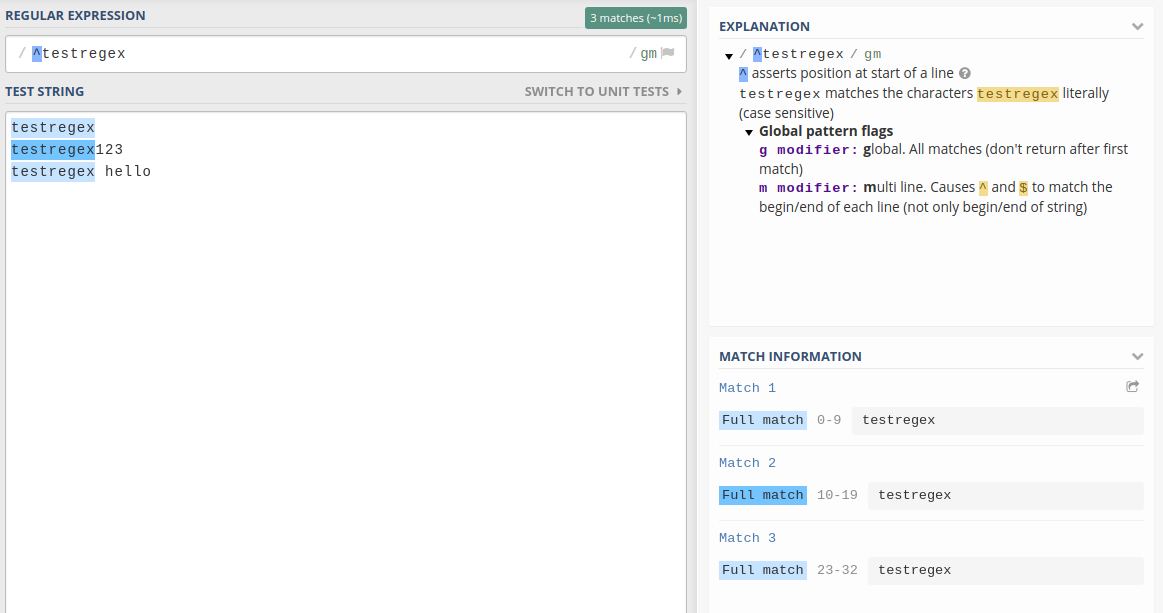 REGULAR EXPRESSION
3 matches (~1ms)
/ ^testregex / gm
TEST STRING
SWITCH TO UNIT TESTS
testregex
testregex123
testregex hello
EXPLANATION
/ ^testregex / gm
^ asserts position at start of a line ?
testregex matches the characters testregex literally
(case sensitive)
Global pattern flags
g modifier: global. All matches (don't return after first
match)
m modifier: multi line. Causes ^ and $ to match the
begin/end of each line (not only begin/end of string)
MATCH INFORMATION
Match 1
Full match 0-9 testregex
Match 2
Full match 10-19 testregex
Match 3
Full match 23-32 testregex